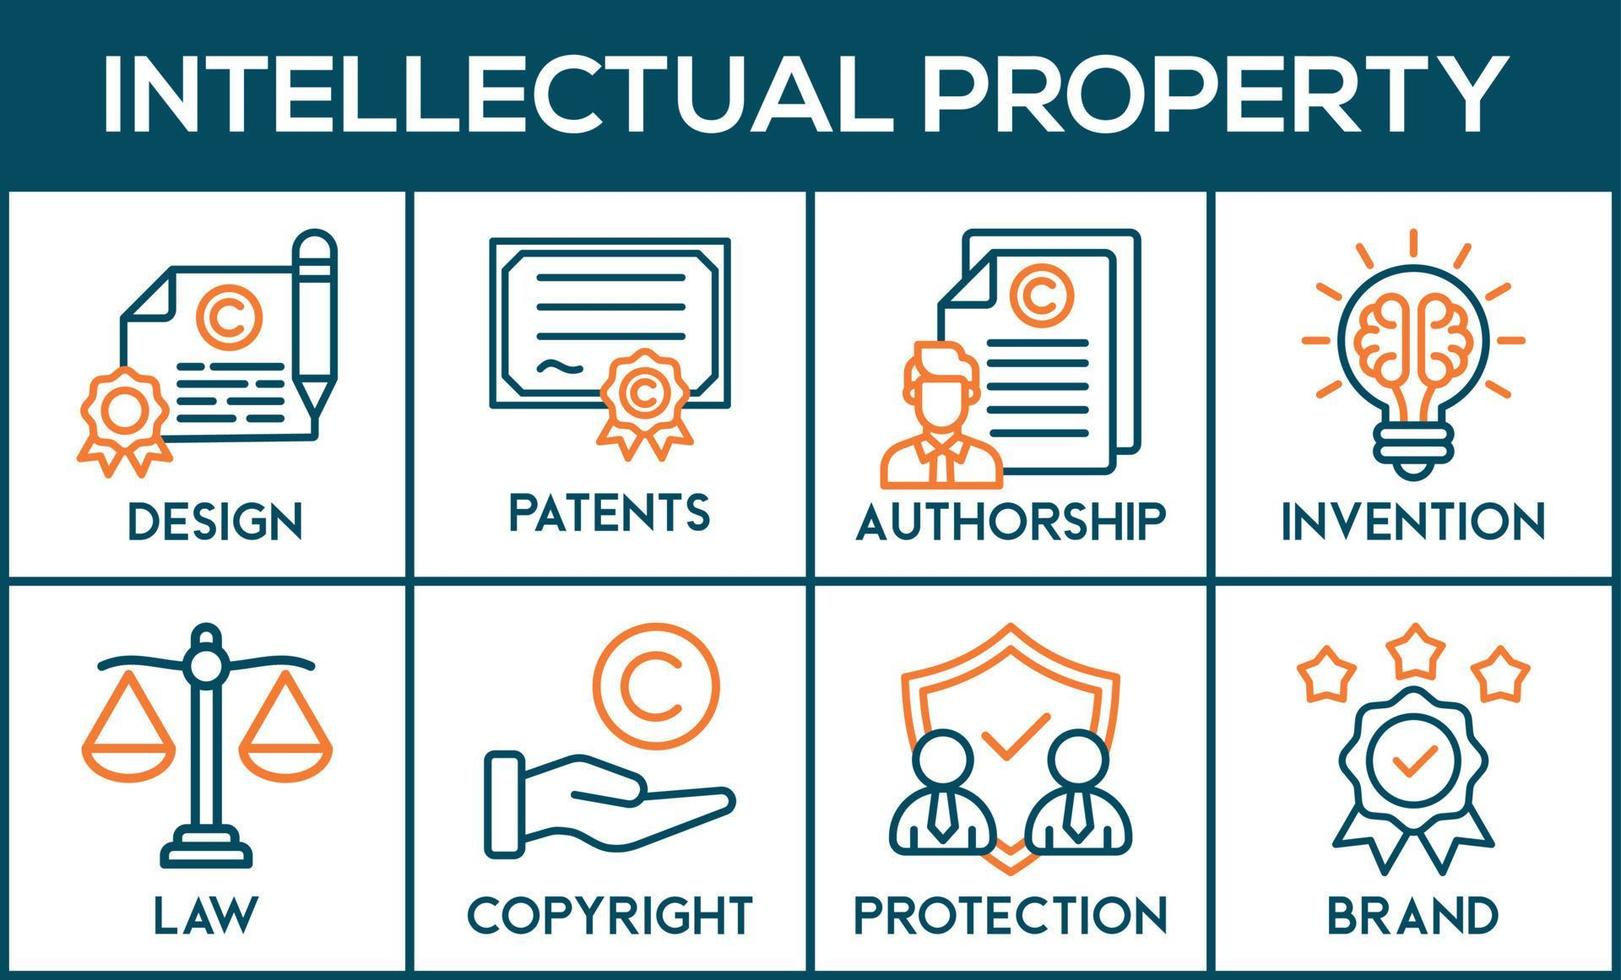 INTELLECTUAL PROPERTY
C
C
C
DESIGN
PATENTS
AUTHORSHIP
INVENTION
C
LAW
COPYRIGHT
PROTECTION
BRAND